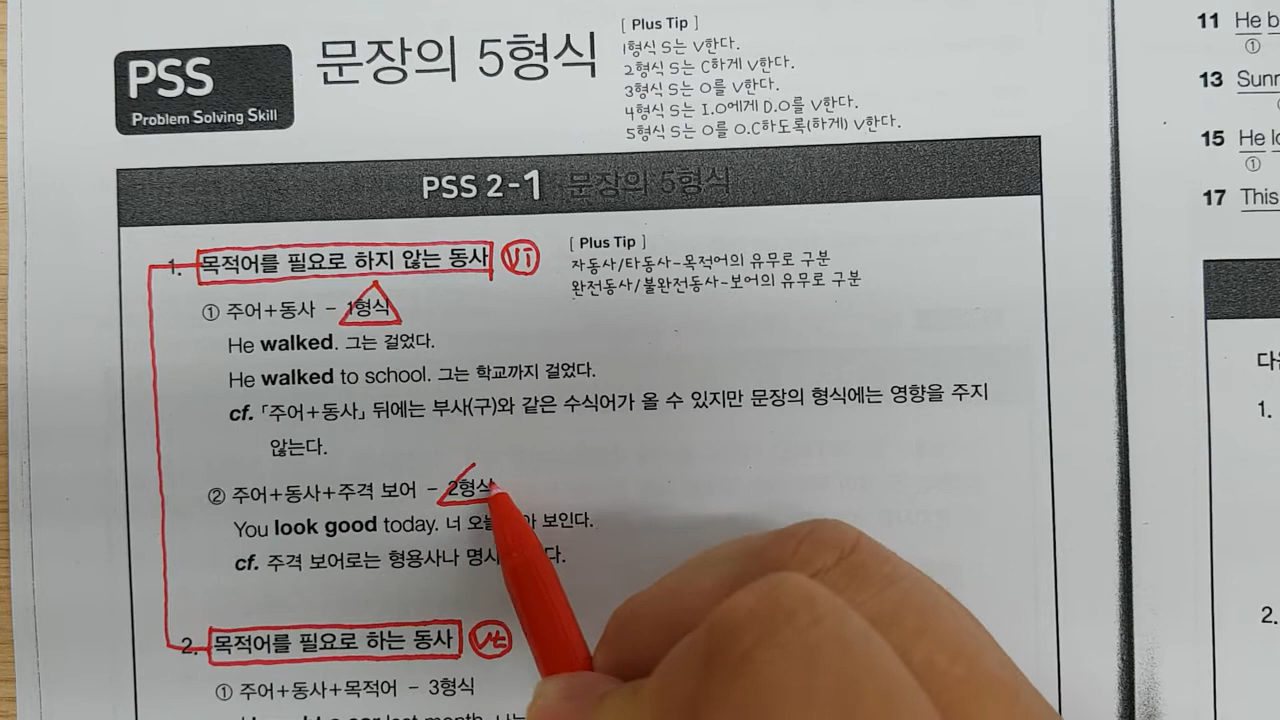 PSS
Problem Solving Skill
문장의 5형식
[ Plus Tip ]
1형식 S는 V한다.
2형식 S는 C하게 V한다.
3형식 S는 O를 V한다.
4형식 S는 I.O에게 D.O를 V한다.
5형식 S는 O를 O.C하도록(하게) V한다.
PSS 2-1 문장의 5형식
1. 목적어를 필요로 하지 않는 동사 Vi
[ Plus Tip ]
자동사/타동사-목적어의 유무로 구분
완전동사/불완전동사-보어의 유무로 구분
① 주어+동사 - 1형식
He walked. 그는 걸었다.
He walked to school. 그는 학교까지 걸었다.
cf. 「주어+동사」 뒤에는 부사(구)와 같은 수식어가 올 수 있지만 문장의 형식에는 영향을 주지
않는다.
② 주어+동사+주격 보어 - 2형식
You look good today. 너 보인다.
cf. 주격 보어로는 형용사나
2. 목적어를 필요로 하는 동사 Vt
① 주어+동사+목적어 - 3형식
11 He
①
13
15 He
①
17 This
1.
2.